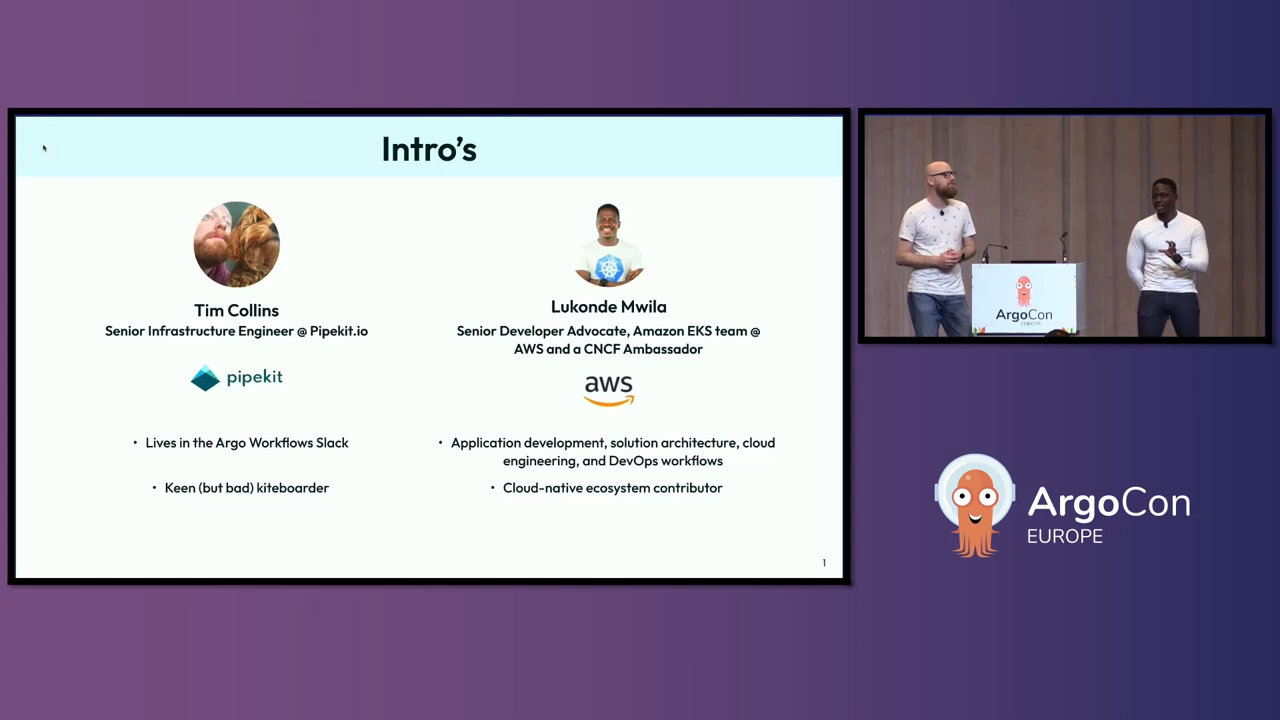 Intro's
Tim Collins
Senior Infrastructure Engineer @ Pipekit.io
pipekit
• Lives in the Argo Workflows Slack
• Keen (but bad) kiteboarder
Lukonde Mwila
Senior Developer Advocate, Amazon EKS team @
AWS and a CNCF Ambassador
aws
• Application development, solution architecture, cloud
engineering, and DevOps workflows
• Cloud-native ecosystem contributor
1
ArgoCon
EUROPE
ArgoCon
EUROPE